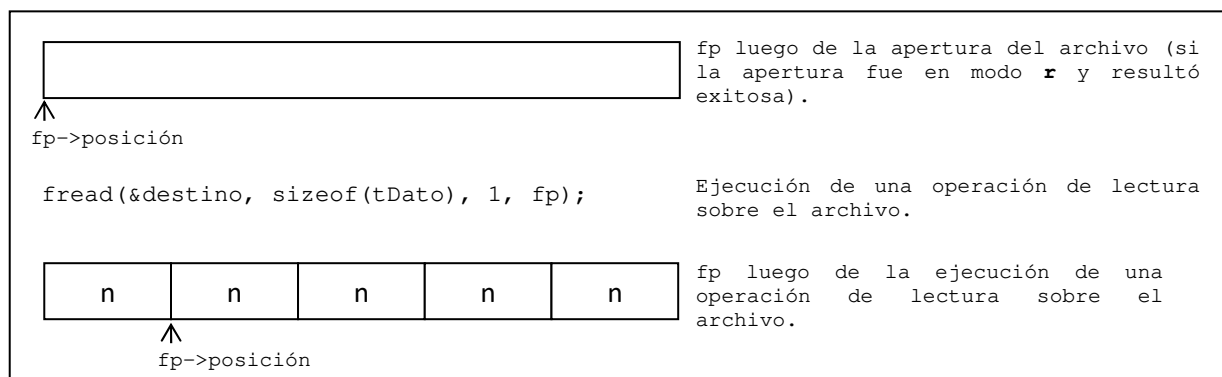 fp luego de la apertura del archivo (si
la apertura fue en modo r y resultó
exitosa).
fp->posición
fread(&destino, sizeof(tDato), 1, fp);
Ejecución de una operación de lectura
sobre el archivo.
n n n n n
fp luego de la ejecución de una
operación de lectura sobre el
archivo.
fp->posición